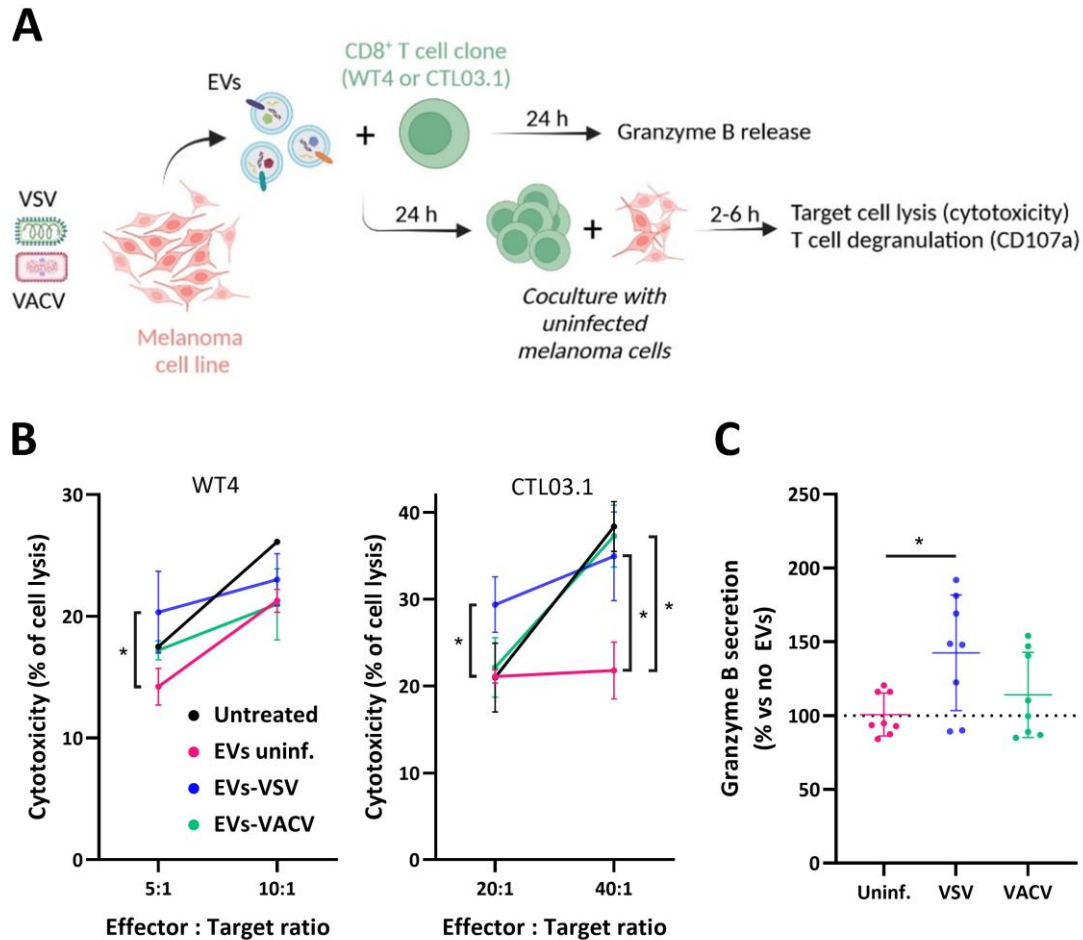 A
EVs
CD8⁺ T cell clone
(WT4 or CTL03.1)
+
24 h
Granzyme B release
VSV
VACV
Melanoma
cell line
24 h
+
2-6 h
Target cell lysis (cytotoxicity)
T cell degranulation (CD107a)
Coculture with
uninfected
melanoma cells
B
WT4
Cytotoxicity (% of cell lysis)
30
20
10
0
*
Untreated
EVs uninf.
EVs-VSV
EVs-VACV
5:1
10:1
Effector : Target ratio
CTL03.1
Cytotoxicity (% of cell lysis)
40
30
20
10
0
*
*
*
20:1
40:1
Effector : Target ratio
C
Granzyme B secretion
(% vs no EVs)
250
200
150
100
50
0
*
Uninf.
VSV
VACV